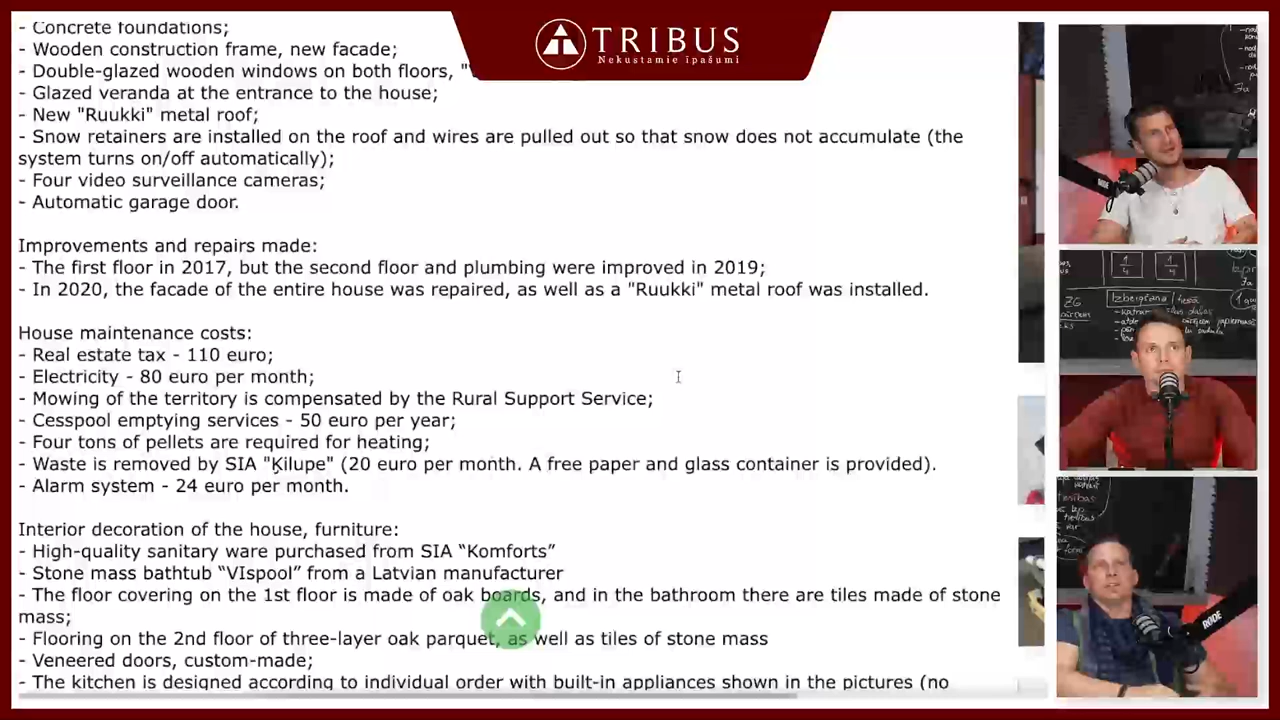 TRIBUS
Nekustamie īpašumi
- Concrete foundations;
- Wooden construction frame, new facade;
- Double-glazed wooden windows on both floors,
- Glazed veranda at the entrance to the house;
- New "Ruukki" metal roof;
- Snow retainers are installed on the roof and wires are pulled out so that snow does not accumulate (the
system turns on/off automatically);
- Four video surveillance cameras;
- Automatic garage door.
Improvements and repairs made:
- The first floor in 2017, but the second floor and plumbing were improved in 2019;
- In 2020, the facade of the entire house was repaired, as well as a "Ruukki" metal roof was installed.
House maintenance costs:
- Real estate tax - 110 euro;
- Electricity - 80 euro per month;
- Mowing of the territory is compensated by the Rural Support Service;
- Cesspool emptying services - 50 euro per year;
- Four tons of pellets are required for heating;
- Waste is removed by SIA "Ķilupe" (20 euro per month. A free paper and glass container is provided).
- Alarm system - 24 euro per month.
Interior decoration of the house, furniture:
- High-quality sanitary ware purchased from SIA “Komforts”
- Stone mass bathtub “VIspool” from a Latvian manufacturer
- The floor covering on the 1st floor is made of oak boards, and in the bathroom there are tiles made of stone
mass;
- Flooring on the 2nd floor of three-layer oak parquet, as well as tiles of stone mass
- Veneered doors, custom-made;
- The kitchen is designed according to individual order with built-in appliances shown in the pictures (no
RODE
ZG
RODE